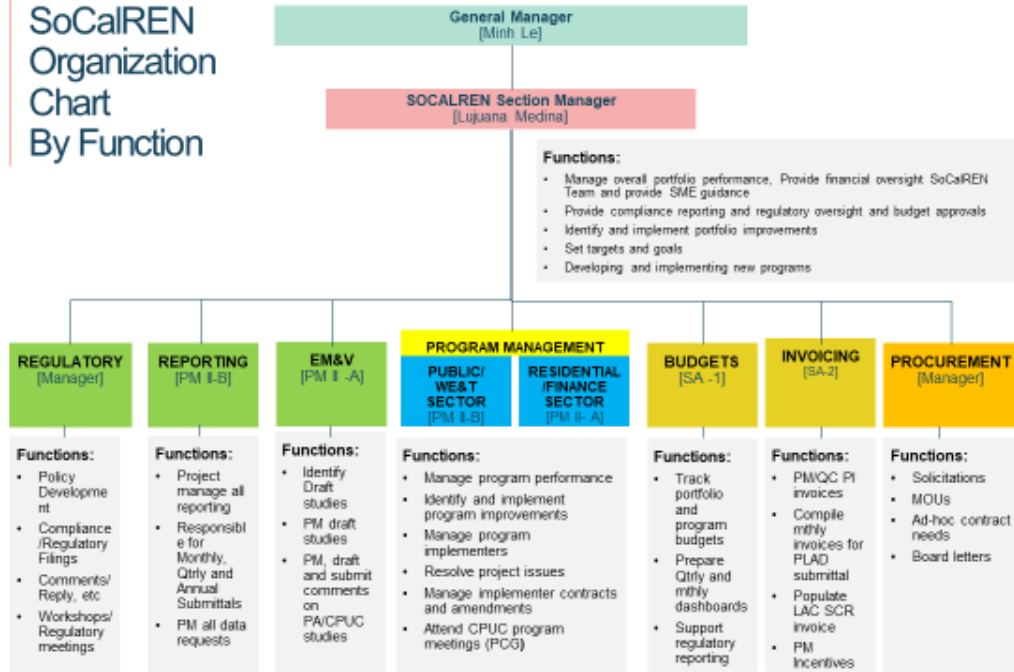 SoCalREN
Organization
Chart
By Function
General Manager
[Minh Le]
SOCALREN Section Manager
[Lujuana Medina]
Functions:
• Manage overall portfolio performance, Provide financial oversight SoCalREN
Team and provide SME guidance
• Provide compliance reporting and regulatory oversight and budget approvals
• Identify and implement portfolio improvements
• Set targets and goals
• Developing and implementing new programs
REGULATORY
[Manager]
Functions:
• Policy
Developme
nt
• Compliance
/Regulatory
Filings
• Comments/
Reply, etc
• Workshops/
Regulatory
meetings
REPORTING
[PM II-B]
Functions:
• Project
manage all
reporting
• Responsibl
e for
Monthly,
Qtrly and
Annual
Submittals
• PM all data
requests
EM&V
[PM II -A]
Functions:
• Identify
Draft
studies
• PM draft
studies
• PM, draft
and submit
comments
on
PA/CPUC
studies
PROGRAM MANAGEMENT
PUBLIC/
WE&T
SECTOR
[PM II-B]
RESIDENTIAL
/FINANCE
SECTOR
[PM II- A]
Functions:
• Manage program performance
• Identify and implement
program improvements
• Manage program
implementers
• Resolve project issues
• Manage implementer contracts
and amendments
• Attend CPUC program
meetings (PCG)
BUDGETS
[SA -1]
Functions:
• Track
portfolio
and
program
budgets
• Prepare
Qtrly and
mthly
dashboards
• Support
regulatory
reporting
INVOICING
[SA-2]
Functions:
• PM/QC PI
invoices
• Compile
mthly
invoices for
PLAD
submittal
• Populate
LAC SCR
invoice
• PM
Incentives
PROCUREMENT
[Manager]
Functions:
• Solicitations
• MOUs
• Ad-hoc contract
needs
• Board letters